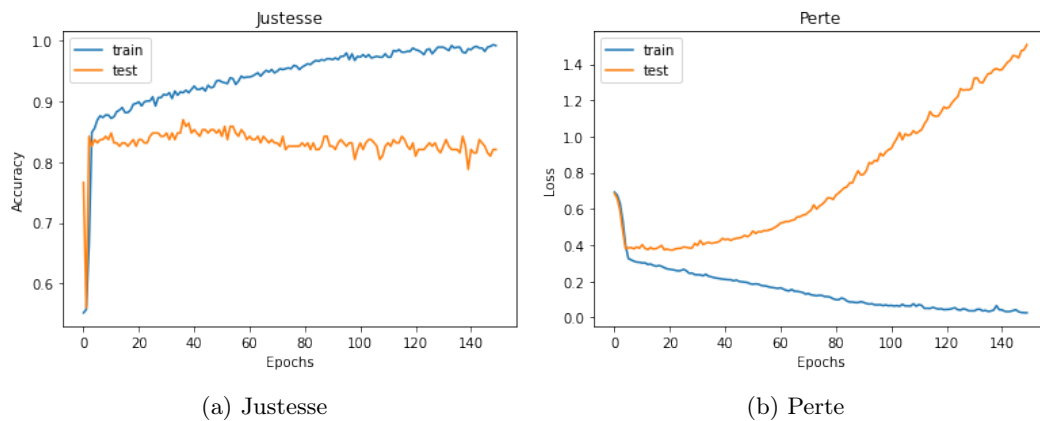 Justesse
train
test
Accuracy
1.0
0.9
0.8
0.7
0.6
0 20 40 60 80 100 120 140
Epochs
(a) Justesse
Perte
train
test
Loss
1.4
1.2
1.0
0.8
0.6
0.4
0.2
0.0
0 20 40 60 80 100 120 140
Epochs
(b) Perte